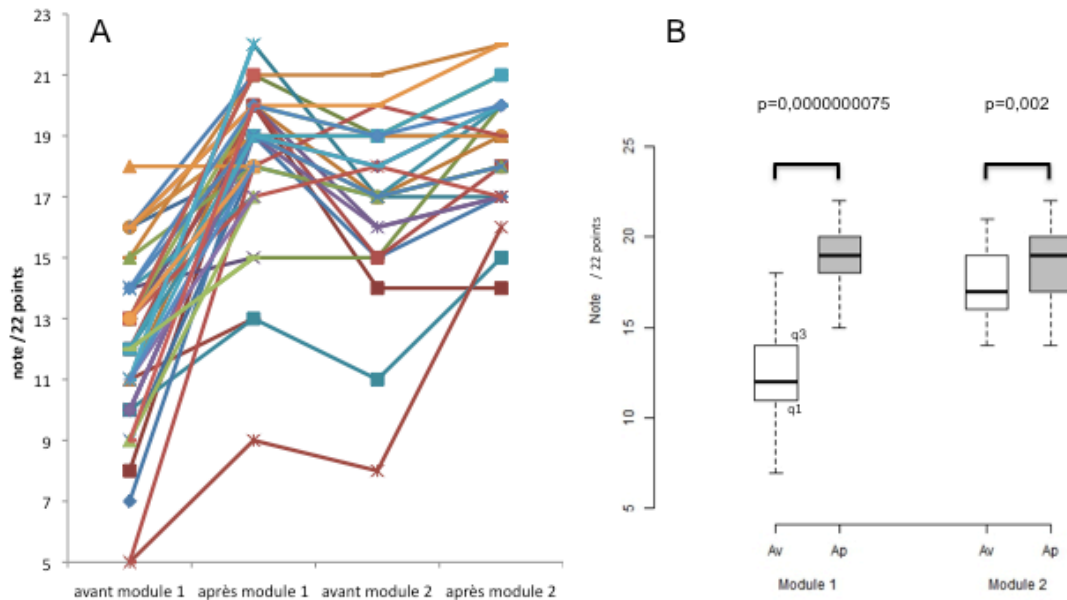 A
23
21
19
17
15
13
11
9
7
5
note / 22 points
avant module 1 après module 1 avant module 2 après module 2
B
p=0,0000000075 p=0,002
25
20
15
10
5
Note / 22 points
q3
q1
Av Ap Av Ap
Module 1 Module 2